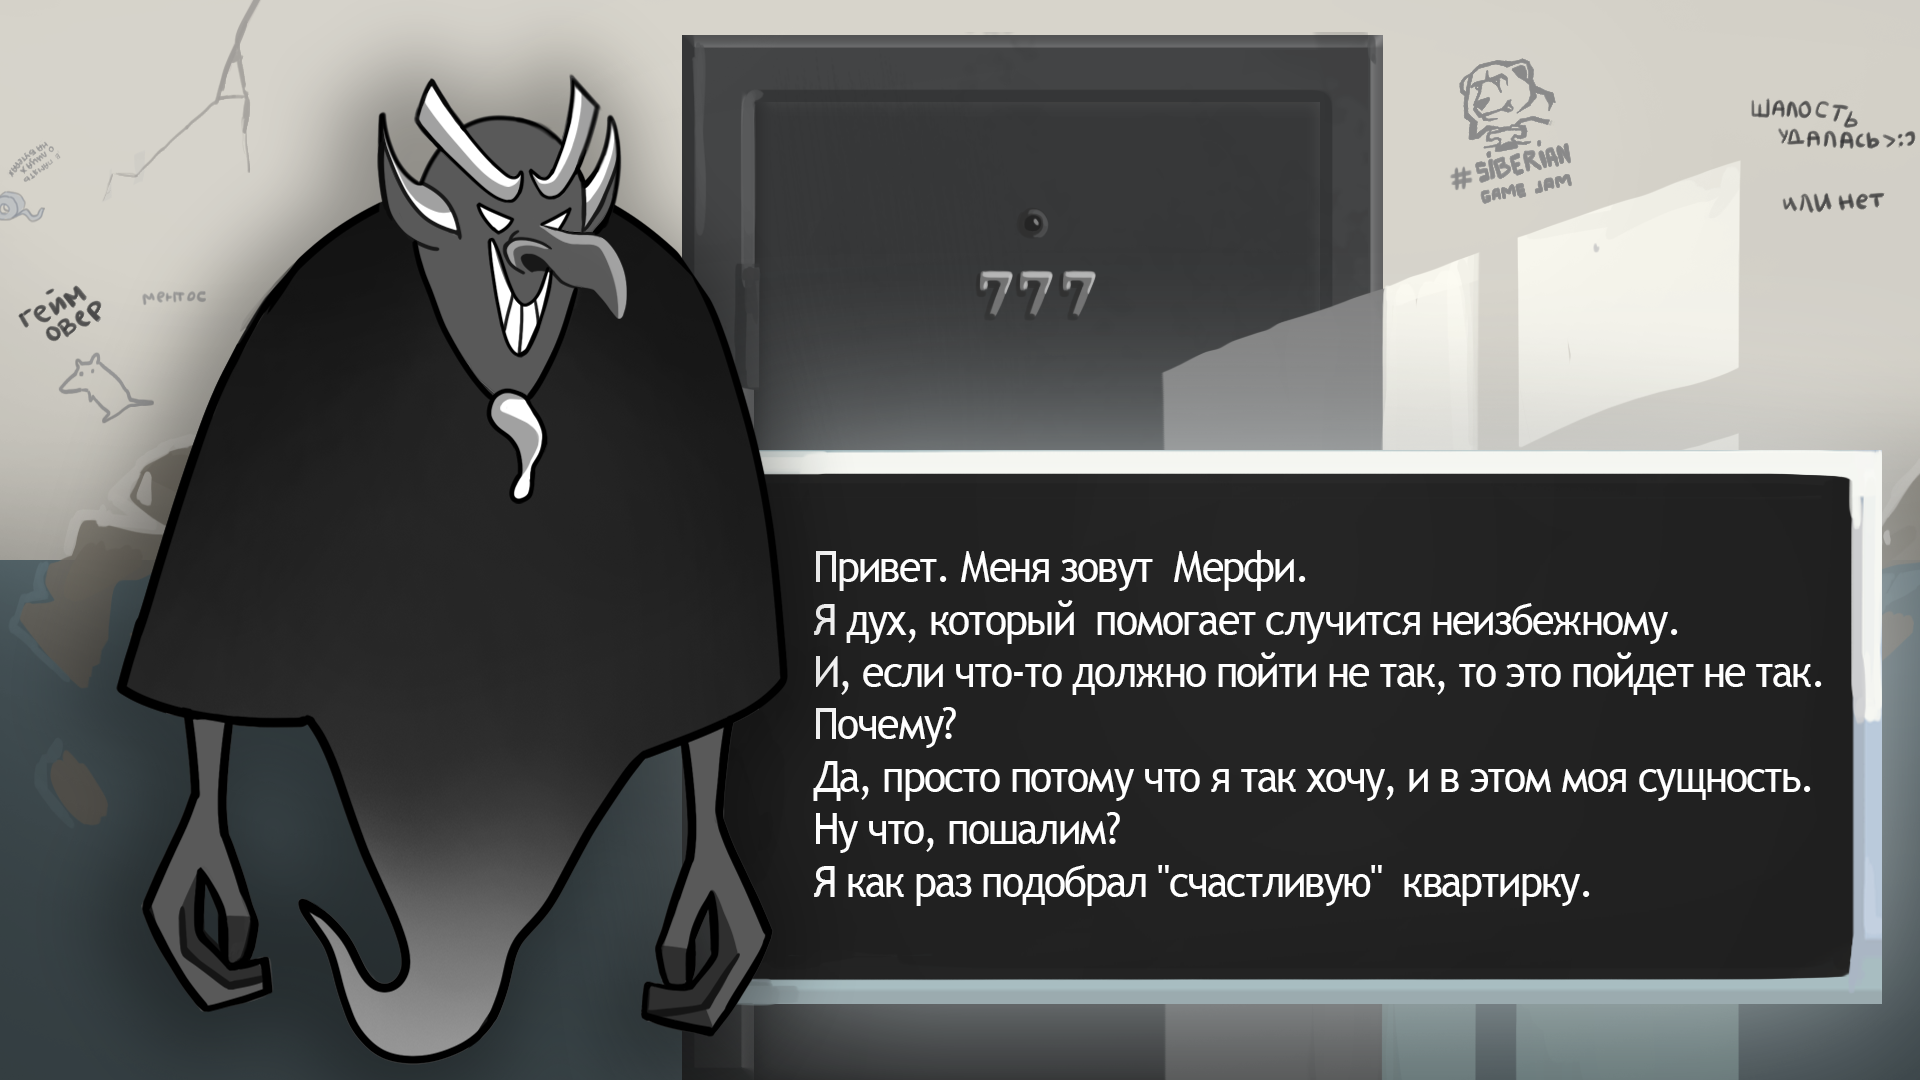 777
#SIBERIAN
GAME JAM
ШАЛОСТЬ
УДАЛАСЬ>:)
ИЛИ НЕТ
ГЕЙМ
ОВЕР
МЕНТОС
Привет. Меня зовут  Мерфи.
Я дух, который  помогает случится неизбежному.
И, если что-то должно пойти не так, то это пойдет не так.
Почему?
Да, просто потому что я так хочу, и в этом моя сущность.
Ну что, пошалим?
Я как раз подобрал "счастливую"  квартирку.